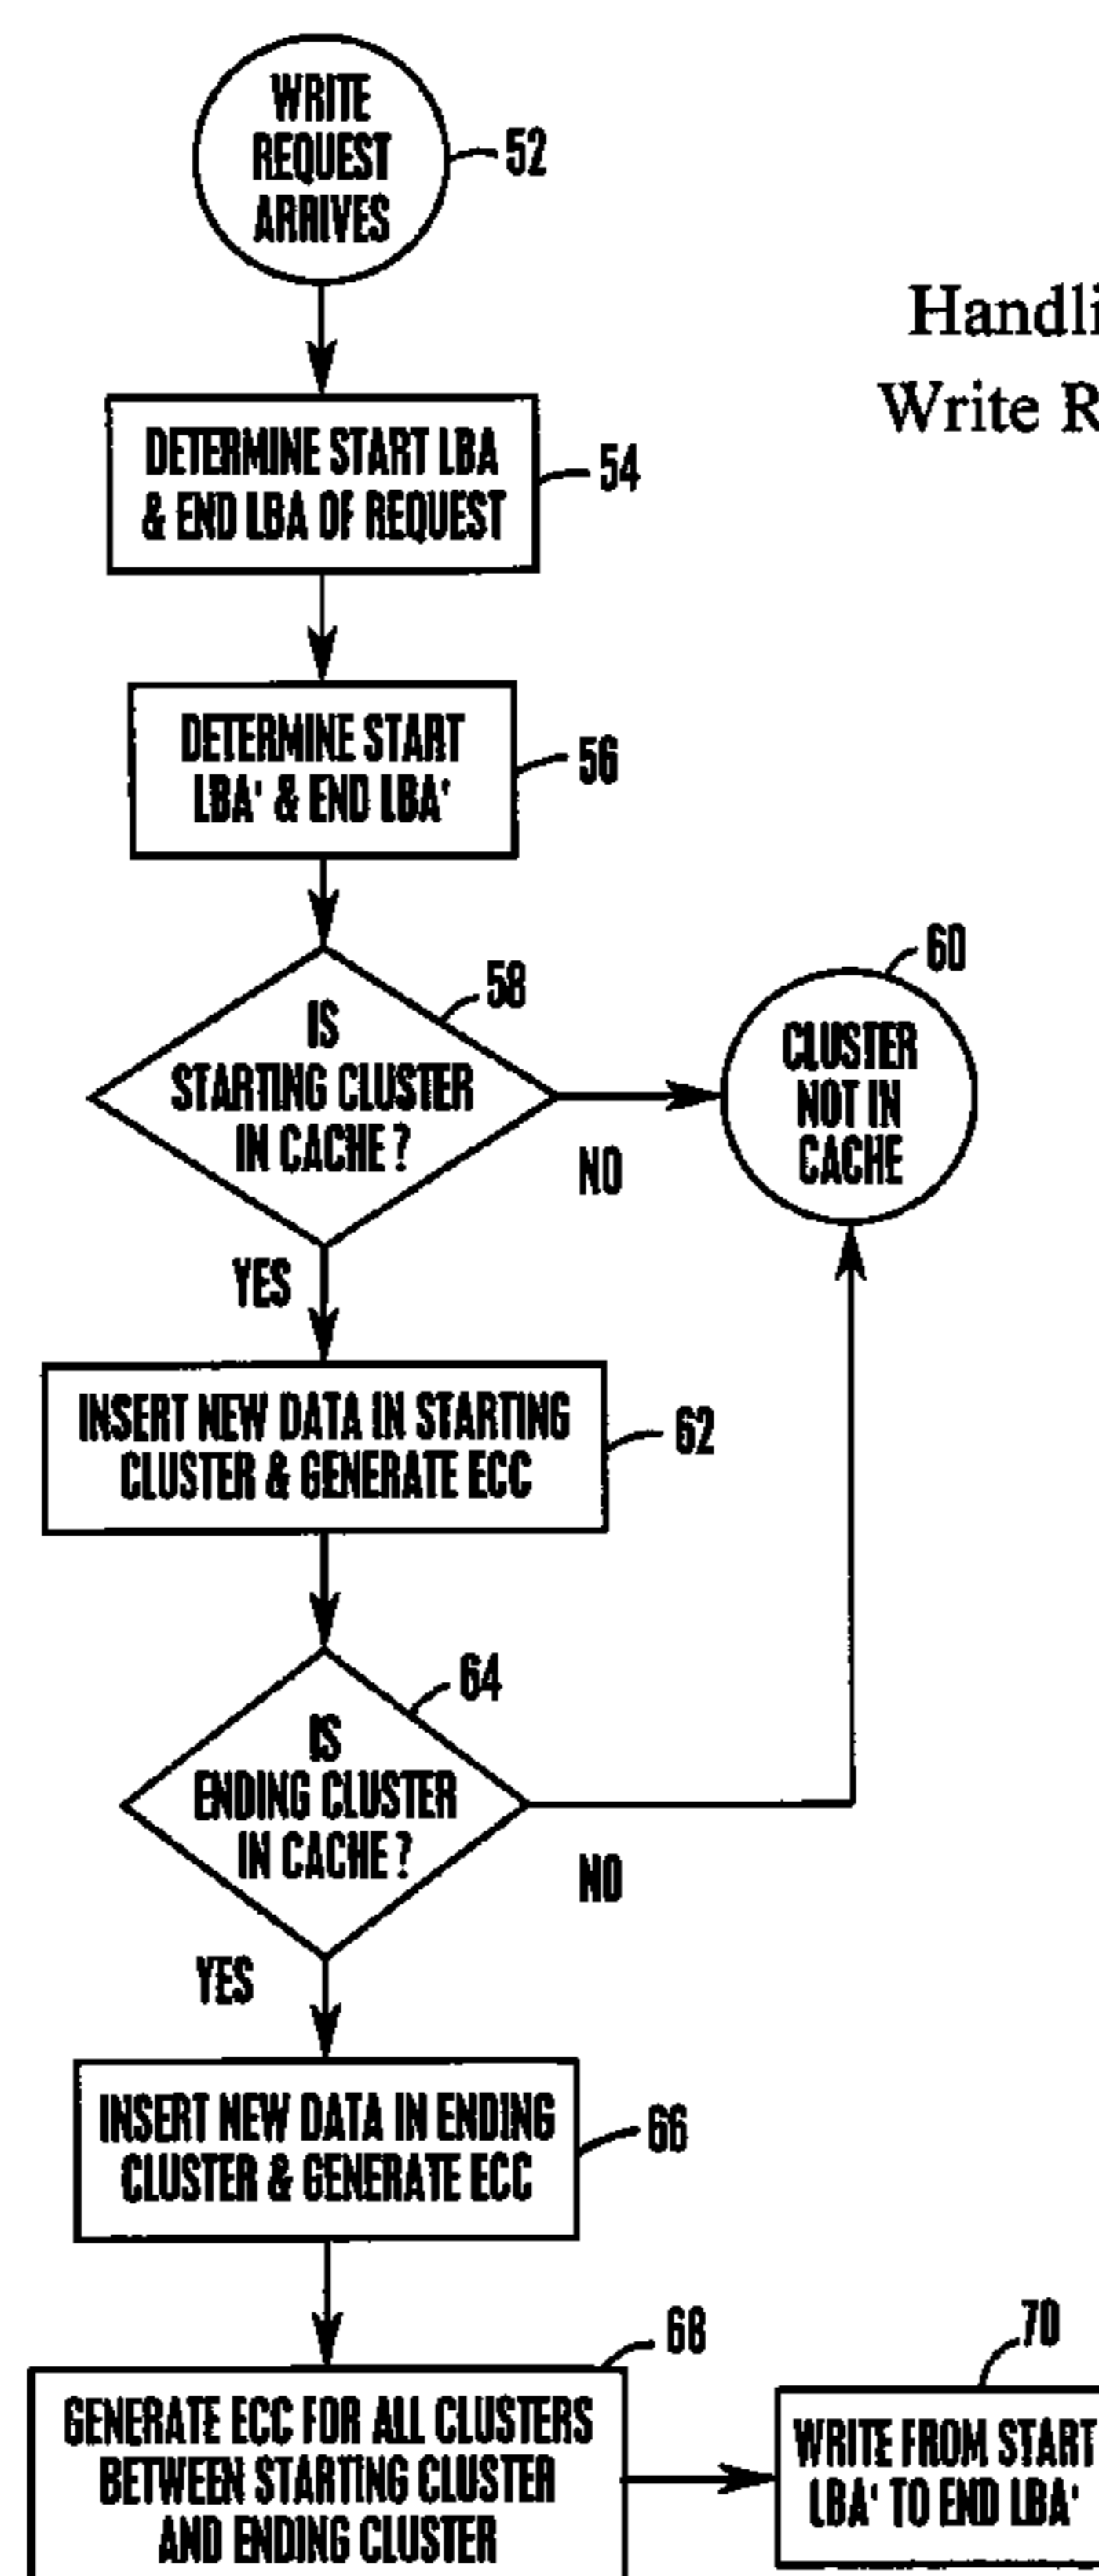 WRITE
REQUEST
ARRIVES
52
Handli
Write R
DETERMINE START LBA
& END LBA OF REQUEST
54
DETERMINE START
LBA' & END LBA'
56
IS
STARTING CLUSTER
IN CACHE?
58
NO
YES
60
CLUSTER
NOT IN
CACHE
INSERT NEW DATA IN STARTING
CLUSTER & GENERATE ECC
62
IS
ENDING CLUSTER
IN CACHE?
64
NO
YES
INSERT NEW DATA IN ENDING
CLUSTER & GENERATE ECC
66
GENERATE ECC FOR ALL CLUSTERS
BETWEEN STARTING CLUSTER
AND ENDING CLUSTER
68
70
WRITE FROM START
LBA' TO END LBA'